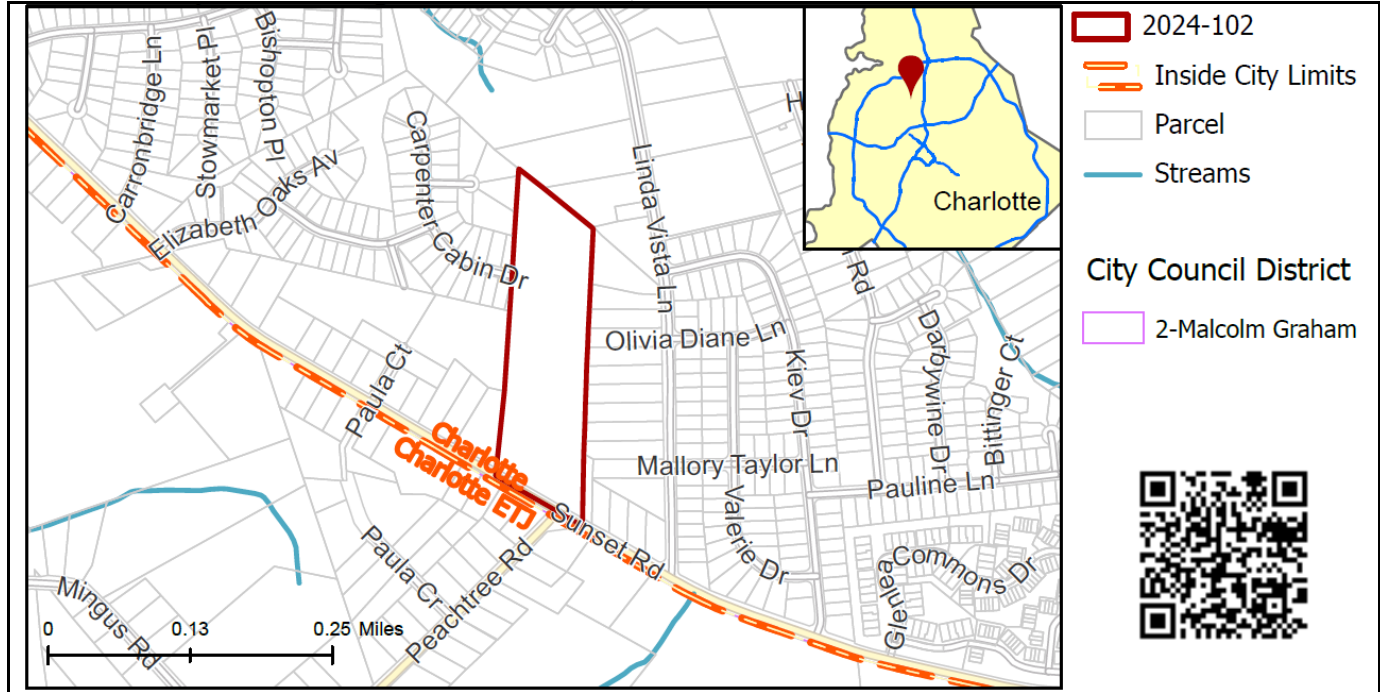 Carronbridge Ln
Stowmarket Pl
Bishopton Pl
Elizabeth Oaks Av
Carpenter Cabin Dr
Linda Vista Ln
H
Rd
Charlotte
Olivia Diane Ln
Kiev Dr
Darbywine Dr
Bittinger Ct
Paula Ct
Charlotte
Charlotte ETJ
Sunset Rd
Mallory Taylor Ln
Valerie Dr
Pauline Ln
Paula Cr
Peachtree Rd
Mingus Rd
Glenlea
Commons Dr
0 0.13 0.25 Miles
2024-102
Inside City Limits
Parcel
Streams
City Council District
2-Malcolm Graham